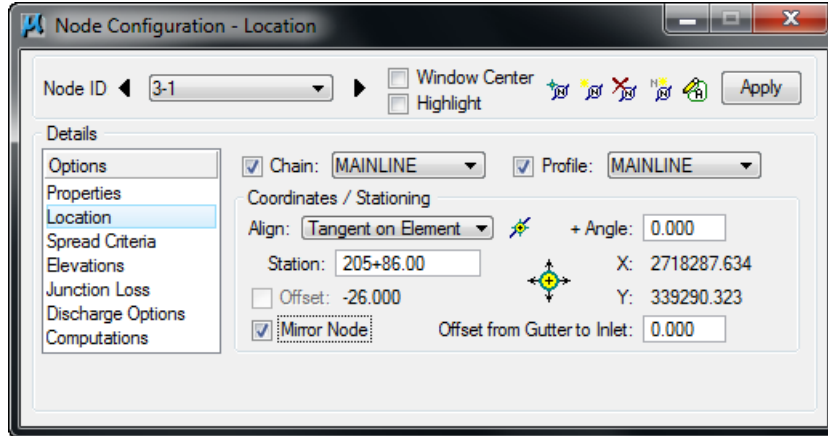 Node Configuration - Location
Node ID 3-1 Window Center Apply
Highlight
Details
Options Chain: MAINLINE Profile: MAINLINE
Properties Coordinates / Stationing
Location Align: Tangent on Element + Angle: 0.000
Spread Criteria
Elevations Station: 205+86.00 X: 2718287.634
Junction Loss Offset: -26.000 Y: 339290.323
Discharge Options
Computations Mirror Node Offset from Gutter to Inlet: 0.000